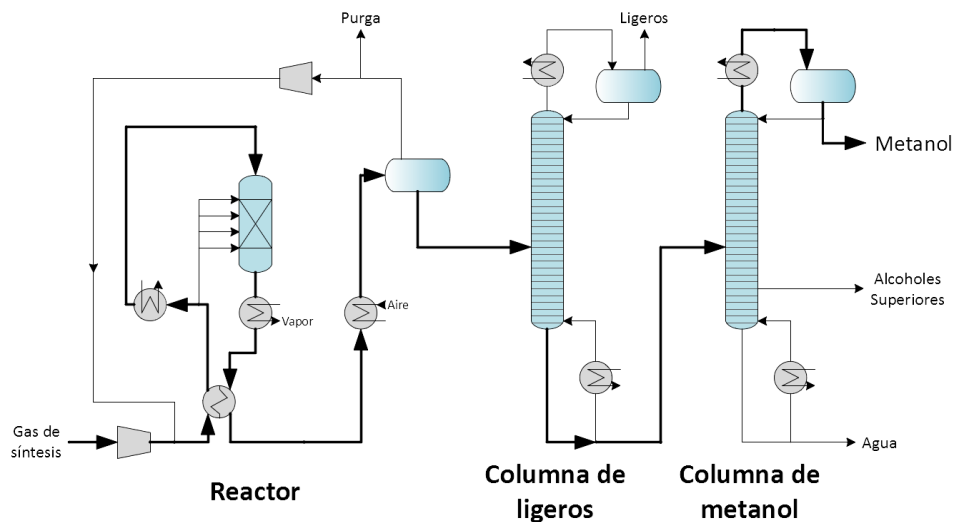 Purga
Ligeros
Metanol
Alcoholes
Superiores
Vapor
Aire
Gas de
síntesis
Agua
Reactor
Columna de
ligeros
Columna de
metanol